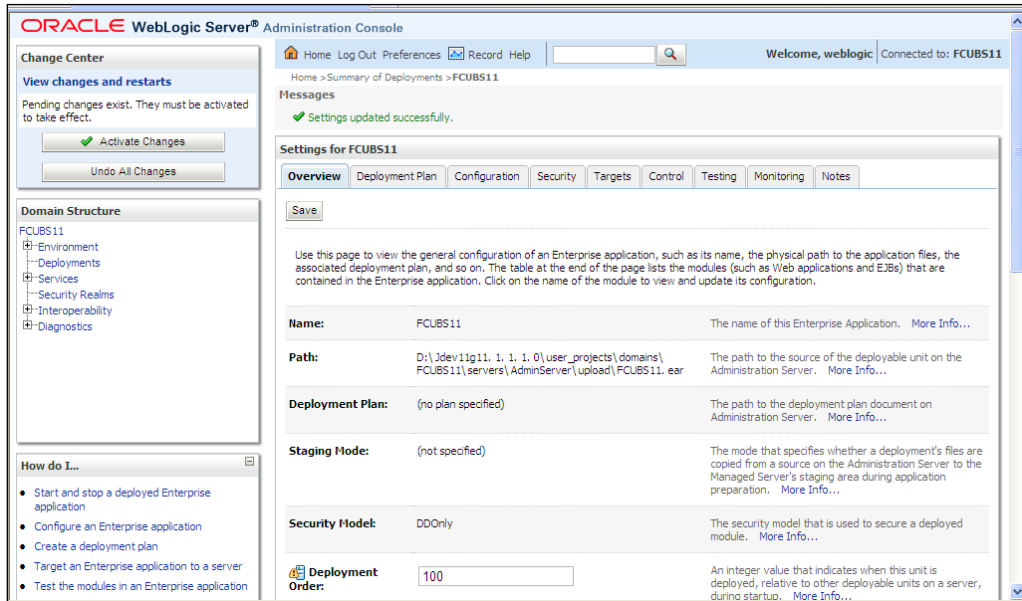 ORACLE WebLogic Server® Administration Console
Change Center
View changes and restarts
Pending changes exist. They must be activated
to take effect.
Activate Changes
Undo All Changes
Domain Structure
FCUBS11
Environment
Deployments
Services
Security Realms
Interoperability
Diagnostics
How do I...
Start and stop a deployed Enterprise
application
Configure an Enterprise application
Create a deployment plan
Target an Enterprise application to a server
Test the modules in an Enterprise application
Home Log Out Preferences Record Help
Welcome, weblogic Connected to: FCUBS11
Home >Summary of Deployments >FCUBS11
Messages
Settings updated successfully.
Settings for FCUBS11
Overview Deployment Plan Configuration Security Targets Control Testing Monitoring Notes
Save
Use this page to view the general configuration of an Enterprise application, such as its name, the physical path to the application files, the
associated deployment plan, and so on. The table at the end of the page lists the modules (such as Web applications and EJBs) that are
contained in the Enterprise application. Click on the name of the module to view and update its configuration.
Name: FCUBS11 The name of this Enterprise Application. More Info...
Path: D:\Jdev11g11. 1. 1. 1. 0\user_projects\domains\ The path to the source of the deployable unit on the
FCUBS11\servers\AdminServer\upload\FCUBS11. ear Administration Server. More Info...
Deployment Plan: (no plan specified) The path to the deployment plan document on
Administration Server. More Info...
Staging Mode: (not specified) The mode that specifies whether a deployment's files are
copied from a source on the Administration Server to the
Managed Server's staging area during application
preparation. More Info...
Security Model: DDOnly The security model that is used to secure a deployed
module. More Info...
Deployment 100 An integer value that indicates when this unit is
Order: deployed, relative to other deployable units on a server,
during startup. More Info...